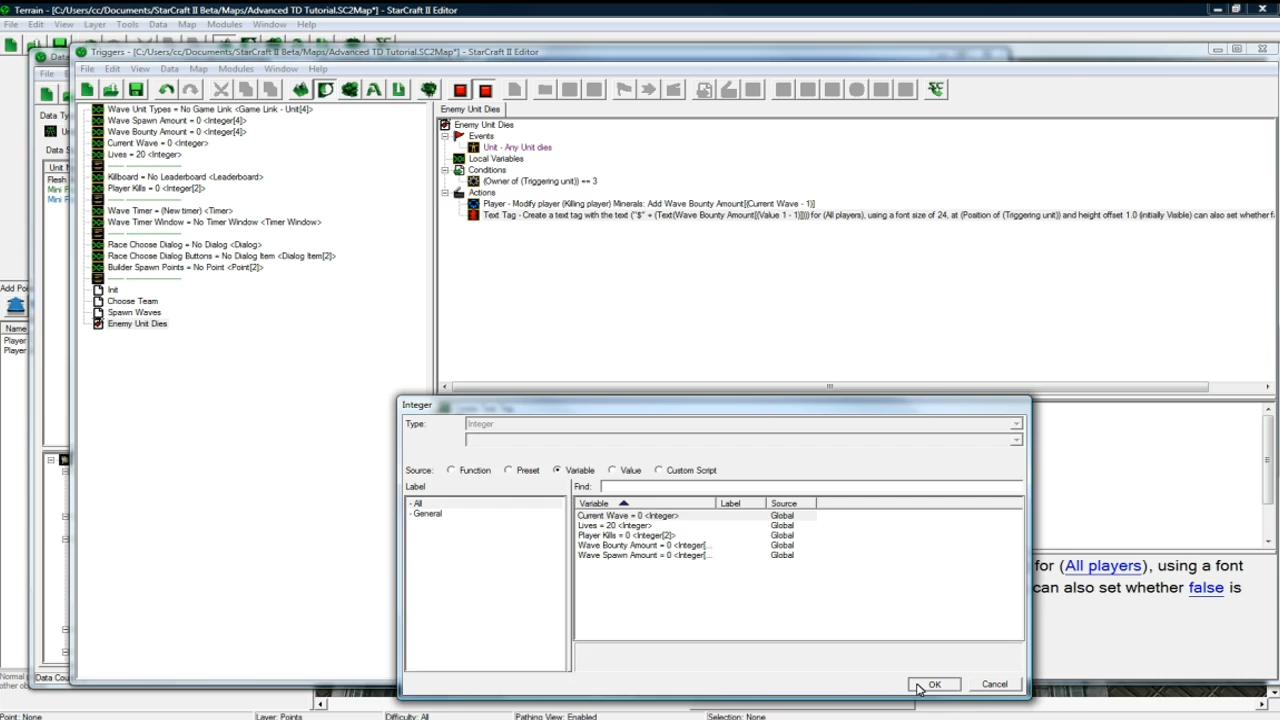 Terrain - [C:/Users/cc/Documents/StarCraft II Beta/Maps/Advanced TD Tutorial.SC2Map*] - StarCraft II Editor
File Edit View Layer Tools Data Map Modules Window Help
Triggers - [C:/Users/cc/Documents/StarCraft II Beta/Maps/Advanced TD Tutorial.SC2Map*] - StarCraft II Editor
File Edit View Data Map Modules Window Help
Wave Unit Types = No Game Link <Game Link - Unit[4]>
Wave Spawn Amount = 0 <Integer[4]>
Wave Bounty Amount = 0 <Integer[4]>
Current Wave = 0 <Integer>
Lives = 20 <Integer>
Killboard = No Leaderboard <Leaderboard>
Player Kills = 0 <Integer[2]>
Wave Timer = (New timer) <Timer>
Wave Timer Window = No Timer Window <Timer Window>
Race Choose Dialog = No Dialog <Dialog>
Race Choose Dialog Buttons = No Dialog Item <Dialog Item[2]>
Builder Spawn Points = No Point <Point[2]>
Init
Choose Team
Spawn Waves
Enemy Unit Dies
Enemy Unit Dies
Enemy Unit Dies
Events
Unit - Any Unit dies
Local Variables
Conditions
(Owner of (Triggering unit)) == 3
Actions
Player - Modify player (Killing player) Minerals: Add Wave Bounty Amount[(Current Wave - 1)]
Text Tag - Create a text tag with the text ("$" + (Text(Wave Bounty Amount[(Value 1 - 1)]))) for (All players), using a font size of 24, at (Position of (Triggering unit)) and height offset 1.0 (initially Visible) can also set whether
Integer
Type: Integer
Source: Function Preset Variable Value Custom Script
Label
- All
- General
Find:
Variable Label Source
Current Wave = 0 <Integer> Global
Lives = 20 <Integer> Global
Player Kills = 0 <Integer[2]> Global
Wave Bounty Amount = 0 <Integer[... Global
Wave Spawn Amount = 0 <Integer[... Global
OK Cancel
for (All players), using a font
can also set whether false is
Add Poi
Name
Player
Player
Data Ty
Data S
Unit N
Flesh
Mini F
Mini F
Data Cou
Normal
Point: None Layer: Points Difficulty: All Pathing View: Enabled Selection: None